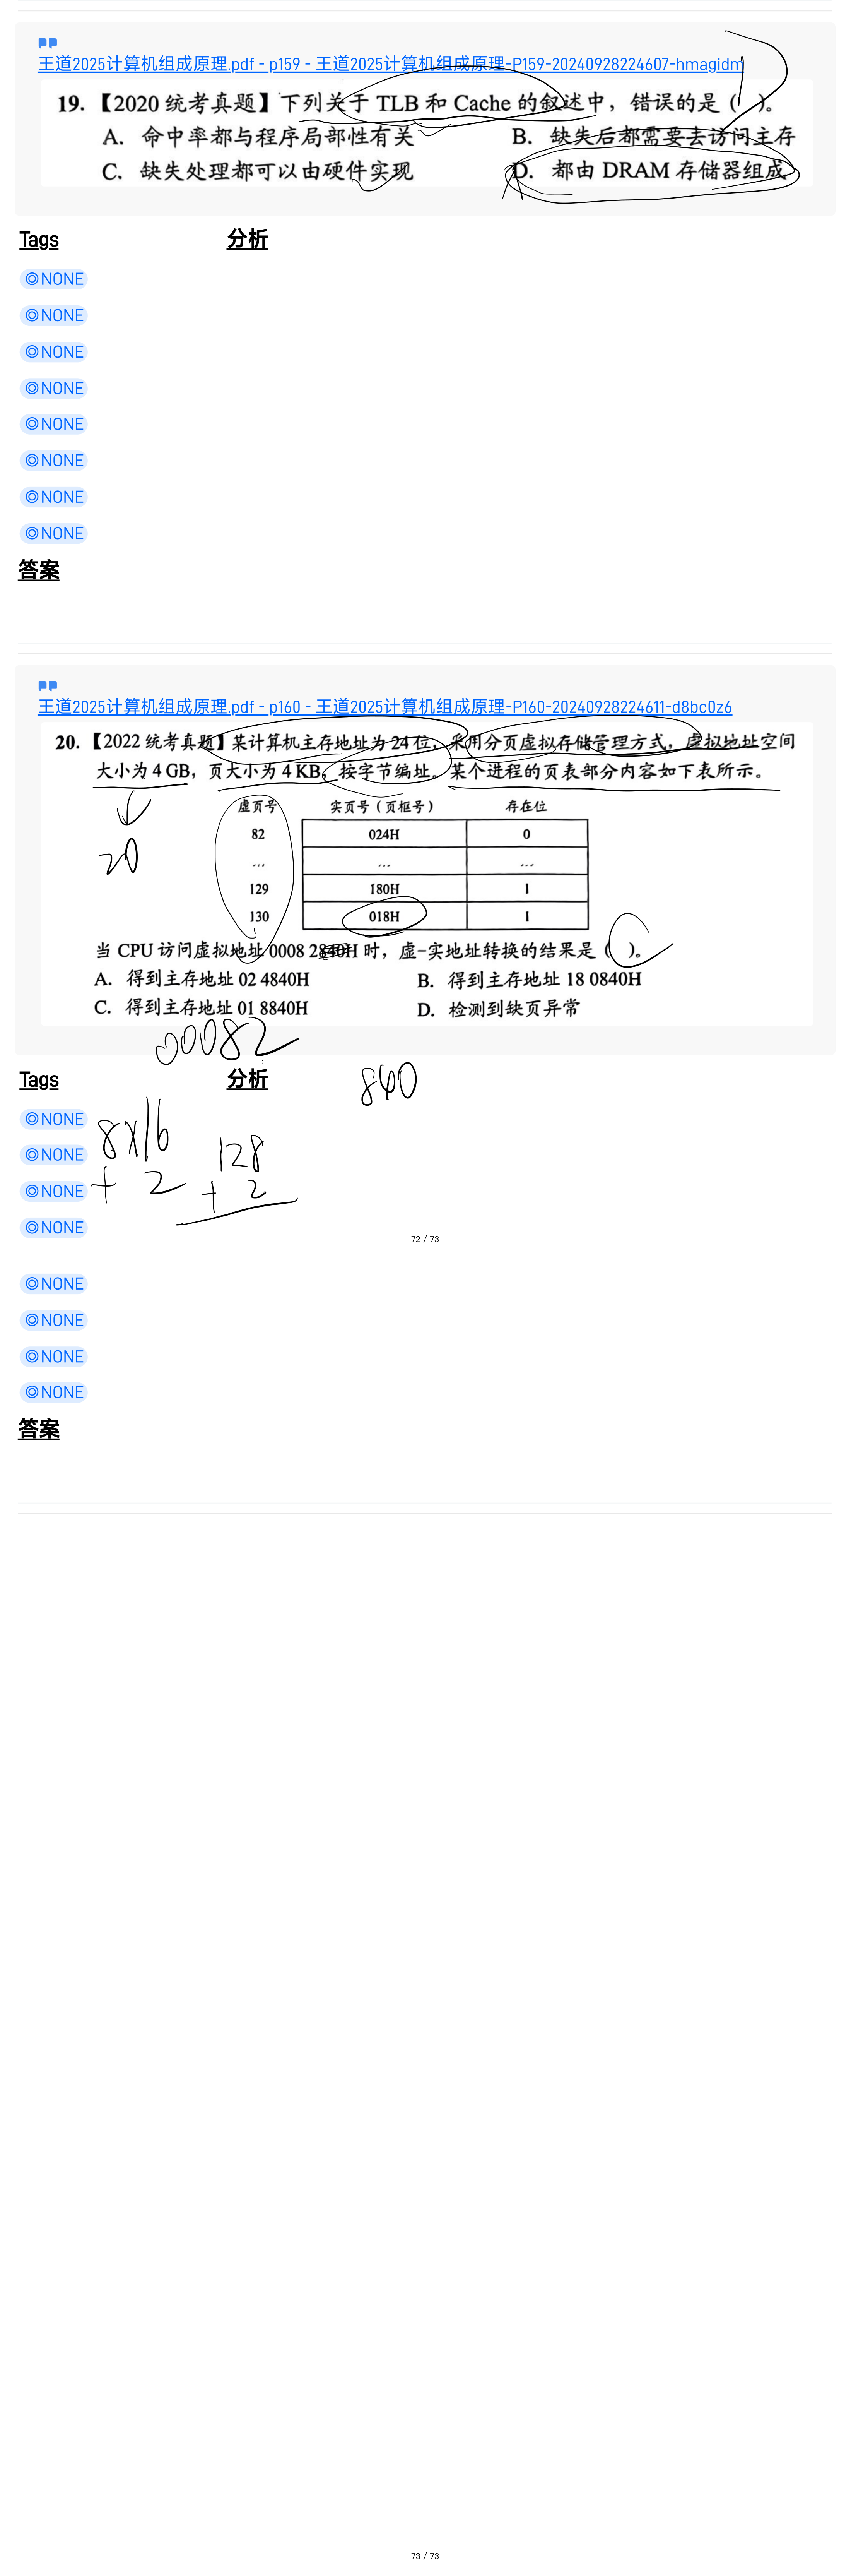 王道2025计算机组成原理.pdf - p159 - 王道2025计算机组成原理-P159-20240928224607-hmagidm
19. 【2020 统考真题】下列关于 TLB 和 Cache 的叙述中，错误的是（ ）。
D
A. 命中率都与程序局部性有关 B. 缺失后都需要去访问主存
C. 缺失处理都可以由硬件实现 D. 都由 DRAM 存储器组成
Tags 分析
◎NONE
◎NONE
◎NONE
◎NONE
◎NONE
◎NONE
◎NONE
◎NONE
答案
王道2025计算机组成原理.pdf - p160 - 王道2025计算机组成原理-P160-20240928224611-d8bc0z6
20. 【2022 统考真题】某计算机主存地址为 24 位，采用分页虚拟存储管理方式，虚拟地址空间
大小为 4 GB，页大小为 4 KB，按字节编址。某个进程的页表部分内容如下表所示。
虚页号 实页号（页框号） 存在位
82 024H 0
20
… … …
129 180H 1
130 018H 1
当 CPU 访问虚拟地址 0008 2840H 时，虚-实地址转换的结果是（ ）。
C
A. 得到主存地址 02 4840H B. 得到主存地址 18 0840H
C. 得到主存地址 01 8840H D. 检测到缺页异常
00082
Tags 分析 840
◎NONE
8x16 128
◎NONE
+ 2 + 2
◎NONE
◎NONE
72 / 73
◎NONE
◎NONE
◎NONE
◎NONE
答案
73 / 73